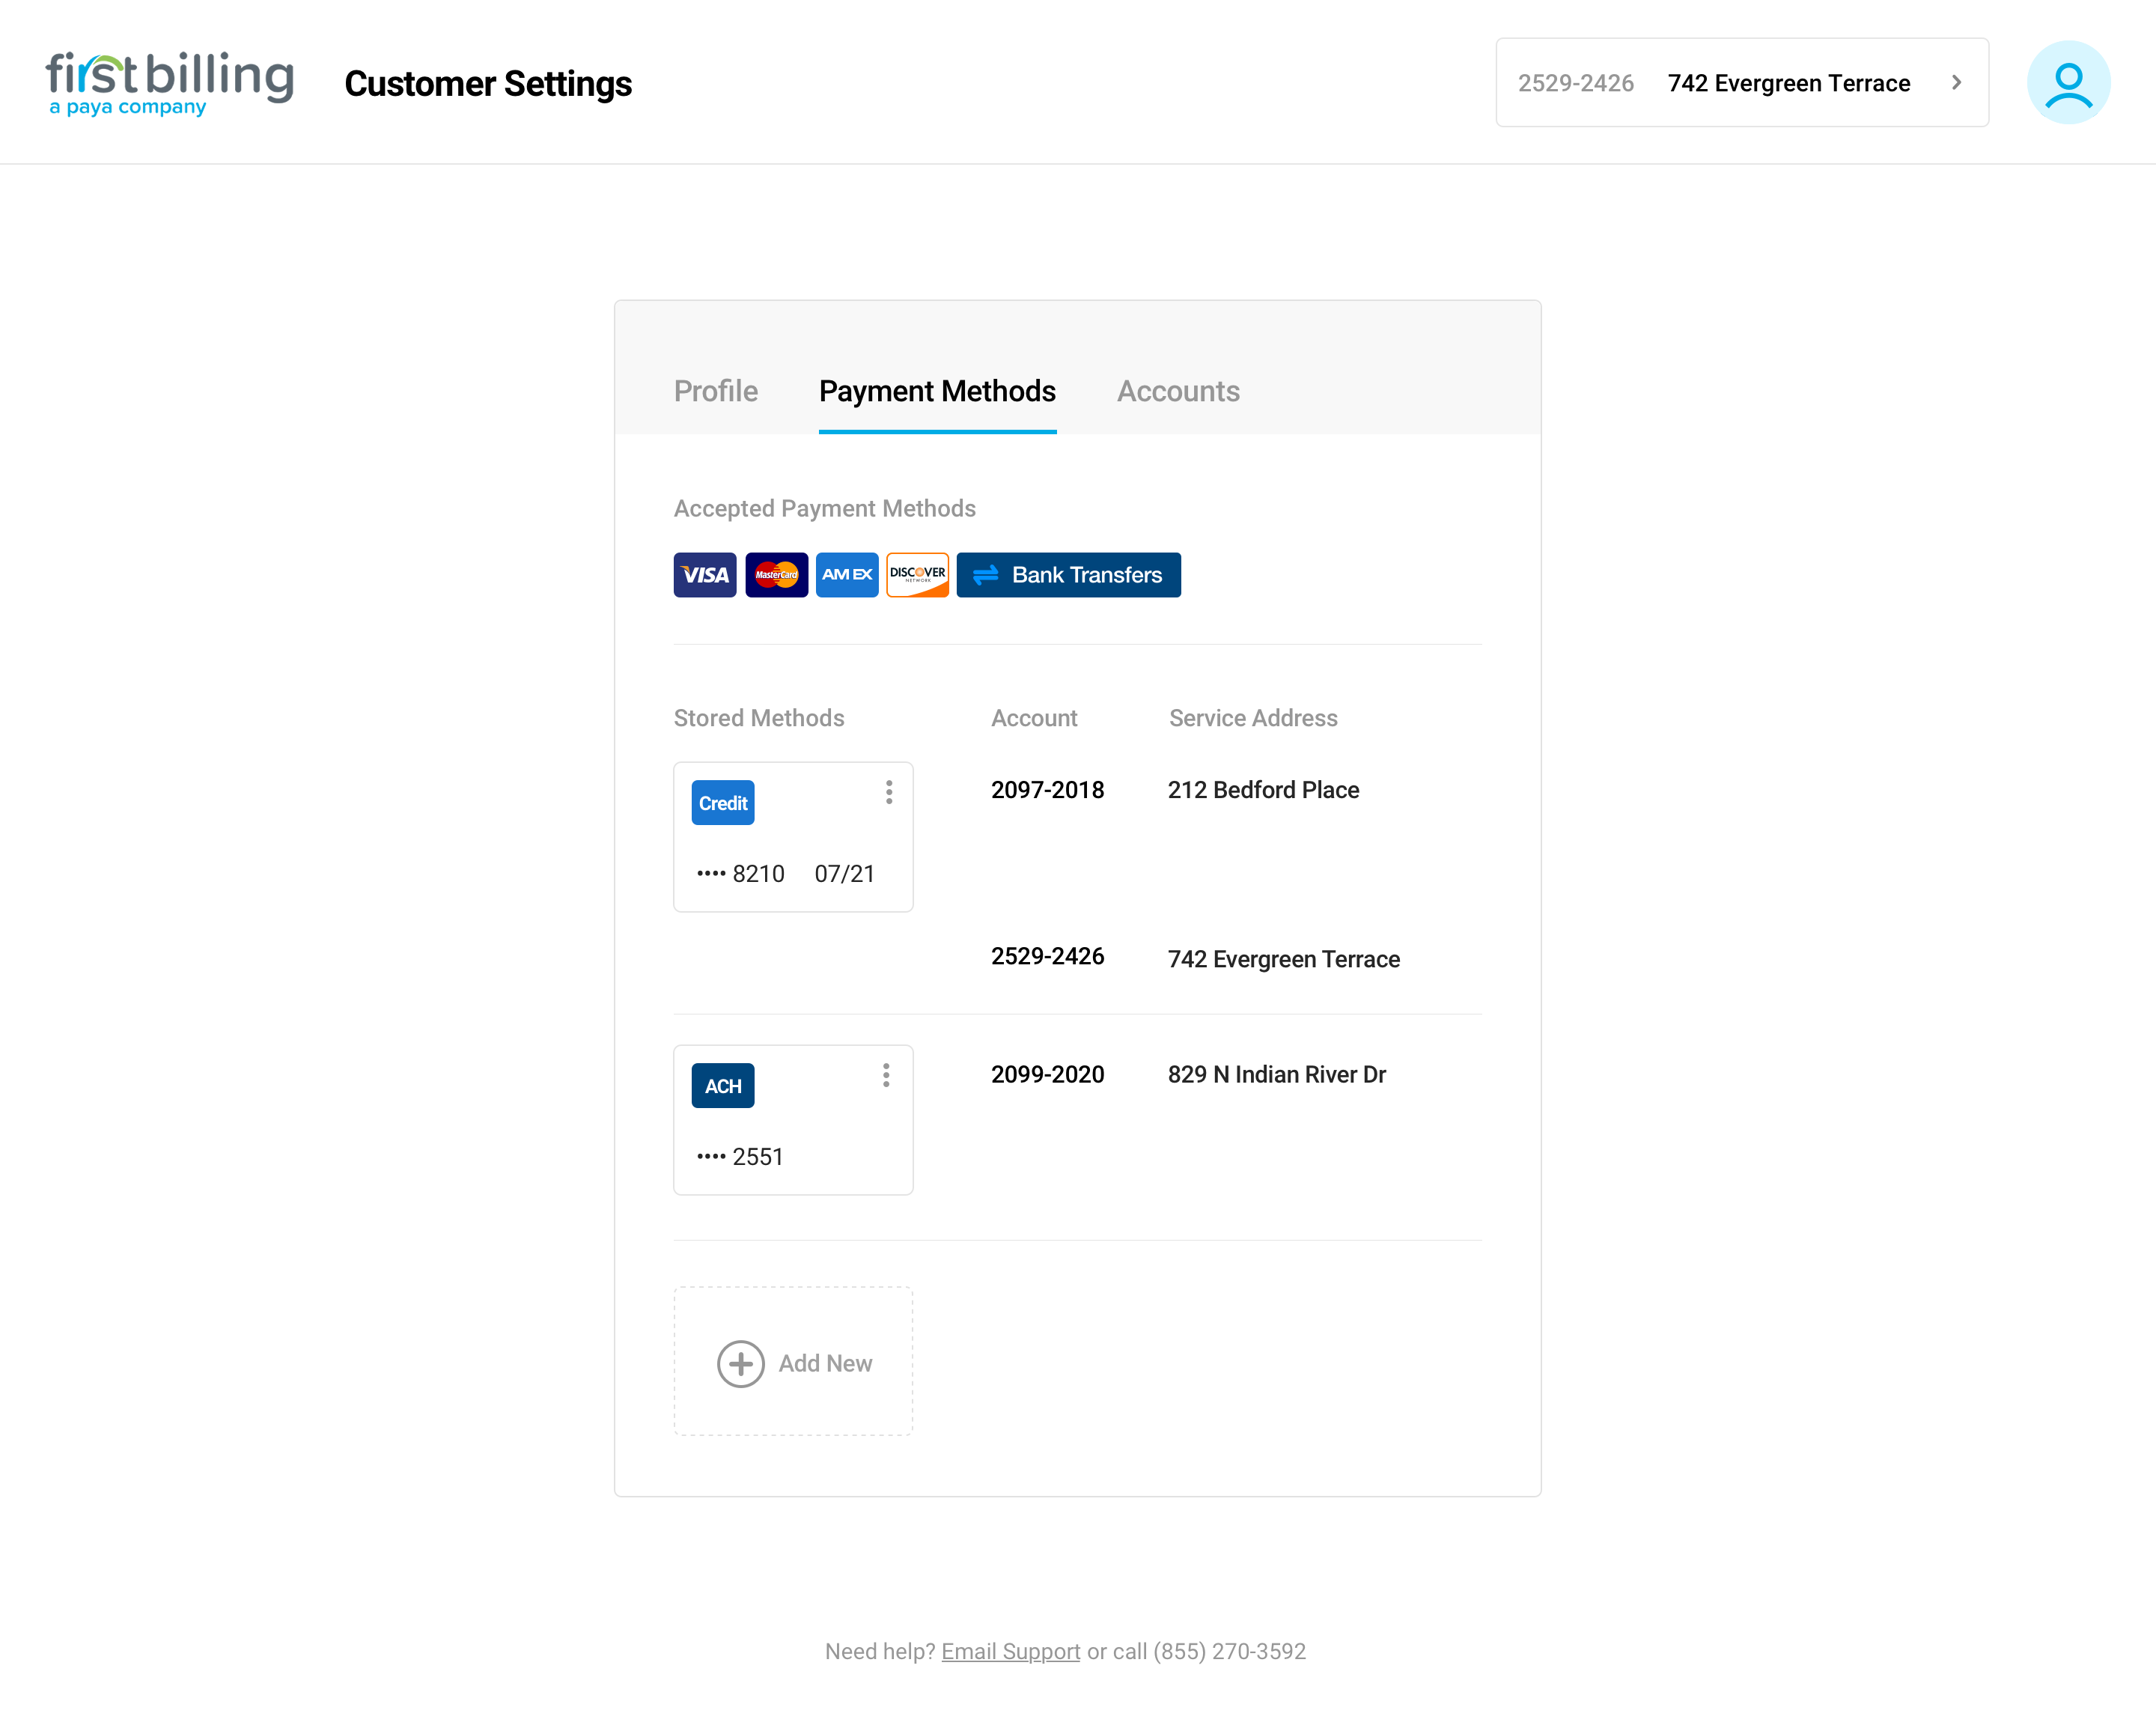 firstbilling
a paya company
Customer Settings
2529-2426 742 Evergreen Terrace
Profile Payment Methods Accounts
Accepted Payment Methods
VISA MasterCard AM EX DISCOVER NETWORK Bank Transfers
Stored Methods Account Service Address
Credit 2097-2018 212 Bedford Place
•••• 8210 07/21
2529-2426 742 Evergreen Terrace
ACH 2099-2020 829 N Indian River Dr
•••• 2551
Add New
Need help? Email Support or call (855) 270-3592